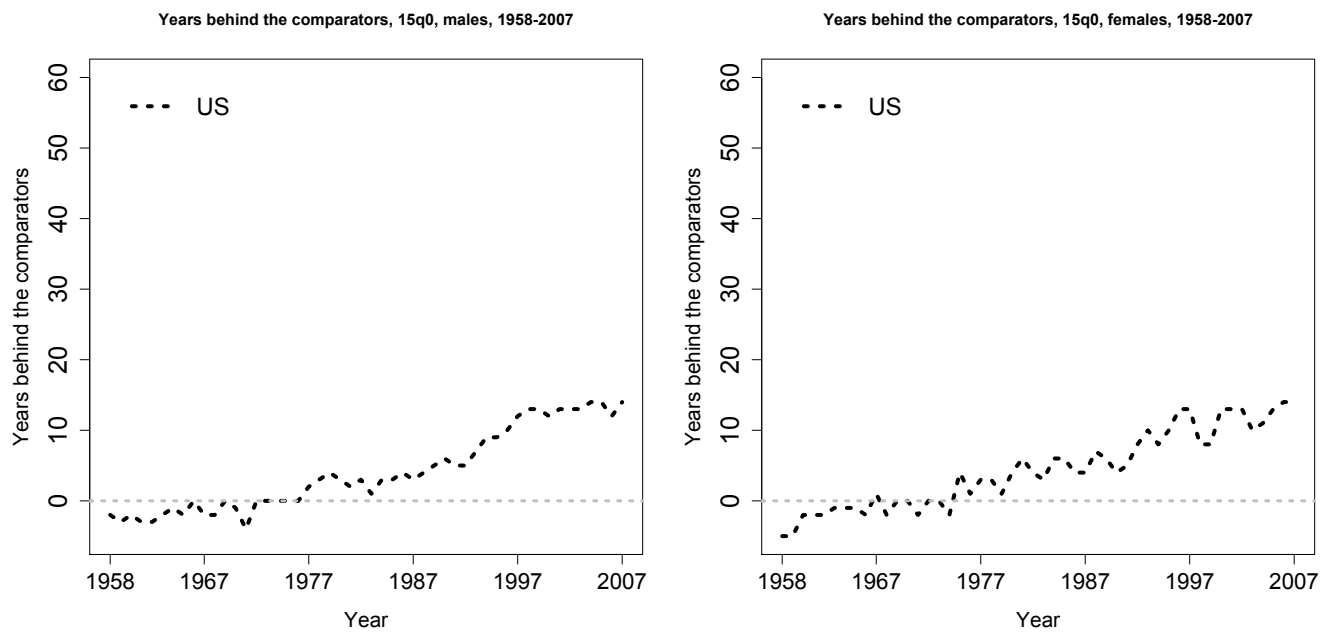 Years behind the comparators, 15q0, males, 1958-2007
Years behind the comparators
60
50
40
30
20
10
0
US
1958 1967 1977 1987 1997 2007
Year
Years behind the comparators, 15q0, females, 1958-2007
Years behind the comparators
60
50
40
30
20
10
0
US
1958 1967 1977 1987 1997 2007
Year